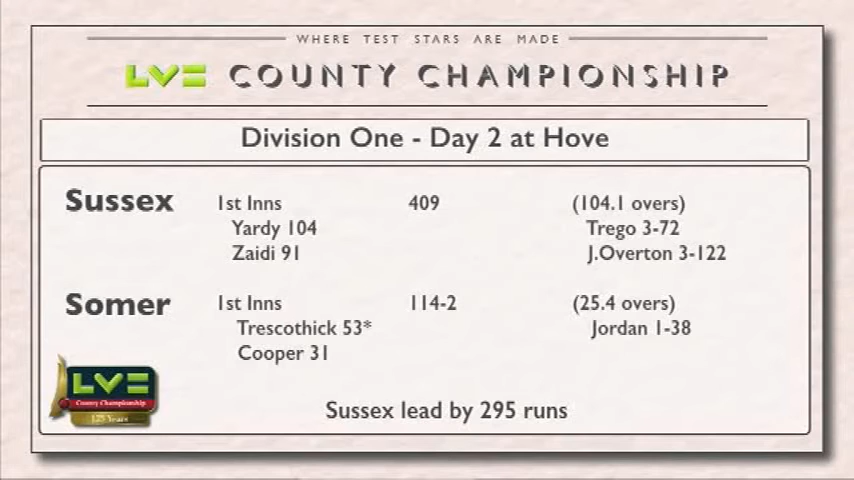 WHERE TEST STARS ARE MADE
LV= COUNTY CHAMPIONSHIP
Division One - Day 2 at Hove
Sussex 1st Inns 409 (104.1 overs)
Yardy 104 Trego 3-72
Zaidi 91 J.Overton 3-122
Somer 1st Inns 114-2 (25.4 overs)
Trescothick 53* Jordan 1-38
Cooper 31
LV=
County Championship
125 Years
Sussex lead by 295 runs